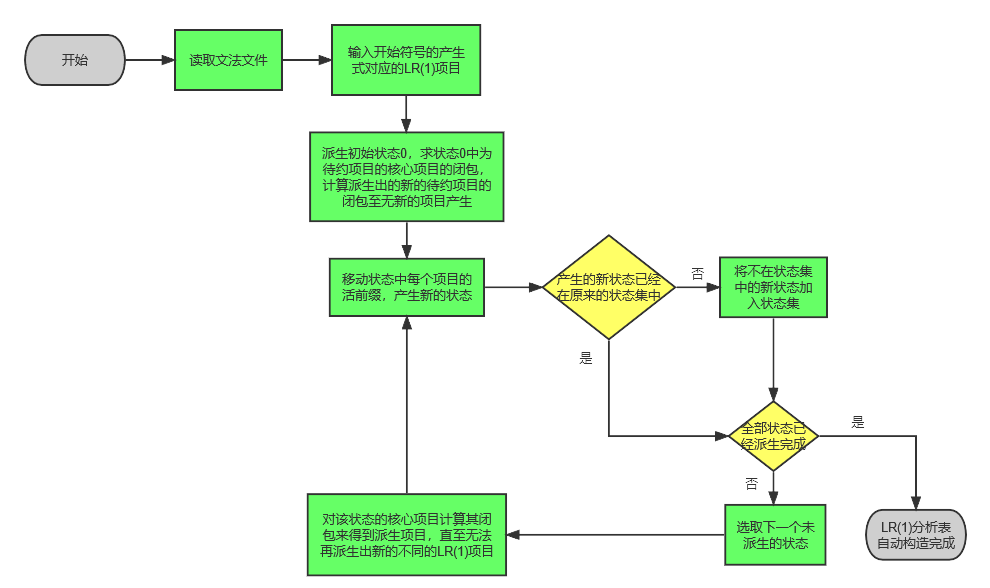 开始
读取文法文件
输入开始符号的产生
式对应的LR(1)项目
派生初始状态0，求状态0中为
待约项目的核心项目的闭包，
计算派生出的新的待约项目的
闭包至无新的项目产生
移动状态中每个项目的
活前缀，产生新的状态
产生的新状态已经
在原来的状态集中
否
将不在状态集
中的新状态加
入状态集
是
全部状态已
经派生完成
是
否
对该状态的核心项目计算其闭
包来得到派生项目，直至无法
再派生出新的不同的LR(1)项目
选取下一个未
派生的状态
LR(1)分析表
自动构造完成